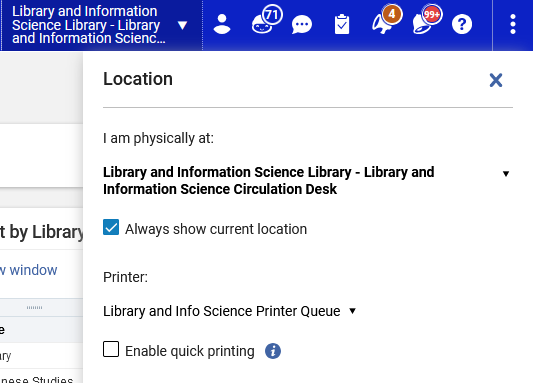 Library and Information
Science Library - Library
and Information Scienc...
71
4
99+
?
Location
I am physically at:
Library and Information Science Library - Library and
Information Science Circulation Desk
Always show current location
t by Library
w window
Printer:
e
Library and Info Science Printer Queue
ary
Enable quick printing
nese Studies